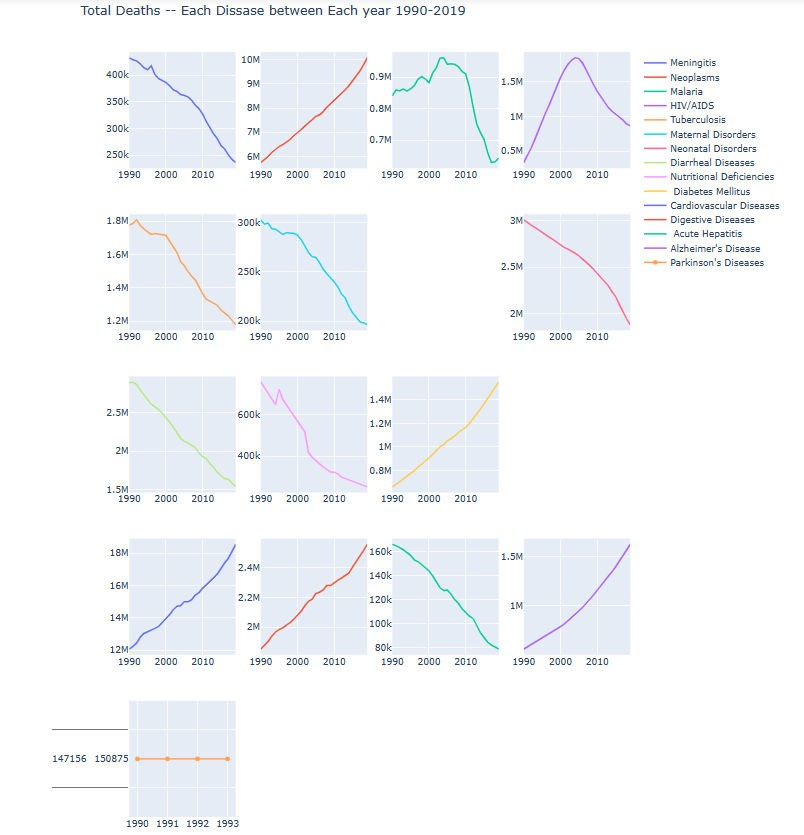 Total Deaths -- Each Dissase between Each year 1990-2019
400k
350k
300k
250k
1990 2000 2010
10M
9M
8M
7M
6M
1990 2000 2010
0.9M
0.8M
0.7M
1990 2000 2010
1.5M
1M
0.5M
1990 2000 2010
Meningitis
Neoplasms
Malaria
HIV/AIDS
Tuberculosis
Maternal Disorders
Neonatal Disorders
Diarrheal Diseases
Nutritional Deficiencies
Diabetes Mellitus
Cardiovascular Diseases
Digestive Diseases
Acute Hepatitis
Alzheimer's Disease
Parkinson's Diseases
1.8M
1.6M
1.4M
1.2M
1990 2000 2010
300k
250k
200k
1990 2000 2010
3M
2.5M
2M
1990 2000 2010
2.5M
2M
1.5M
1990 2000 2010
600k
400k
1990 2000 2010
1.4M
1.2M
1M
0.8M
1990 2000 2010
18M
16M
14M
12M
1990 2000 2010
2.4M
2.2M
2M
1990 2000 2010
160k
140k
120k
100k
80k
1990 2000 2010
1.5M
1M
1990 2000 2010
147156 150875
1990 1991 1992 1993